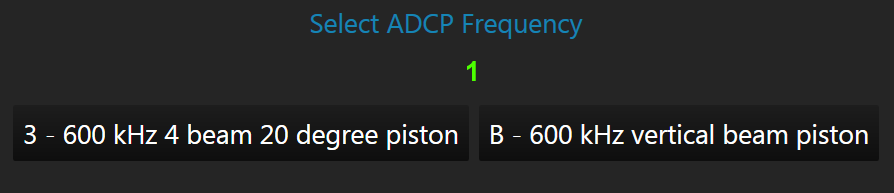 Select ADCP Frequency
1
3 - 600 kHz 4 beam 20 degree piston
B - 600 kHz vertical beam piston